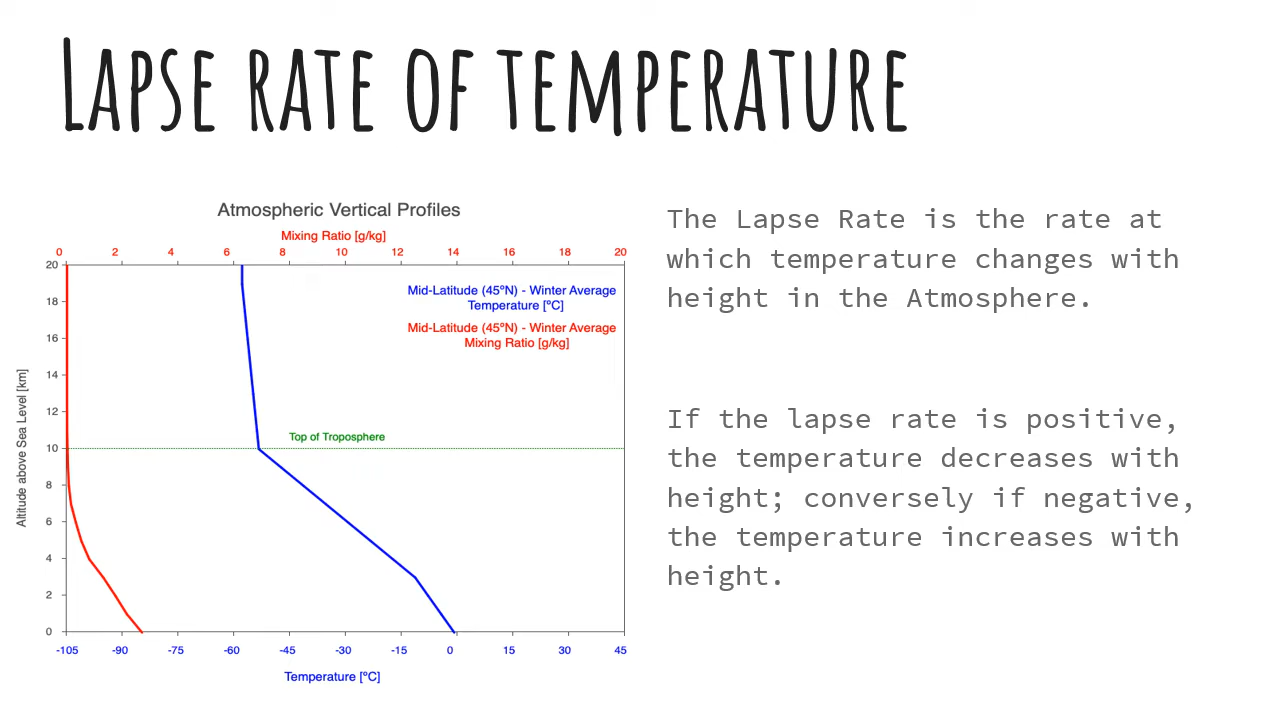 Lapse rate of temperature
Atmospheric Vertical Profiles
Mixing Ratio [g/kg]
0 2 4 6 8 10 12 14 16 18 20
20
18
16
14
12
10
8
6
4
2
0
Altitude above Sea Level [km]
Mid-Latitude (45ºN) - Winter Average
Temperature [ºC]
Mid-Latitude (45ºN) - Winter Average
Mixing Ratio [g/kg]
Top of Troposphere
-105 -90 -75 -60 -45 -30 -15 0 15 30 45
Temperature [ºC]
The Lapse Rate is the rate at
which temperature changes with
height in the Atmosphere.
If the lapse rate is positive,
the temperature decreases with
height; conversely if negative,
the temperature increases with
height.